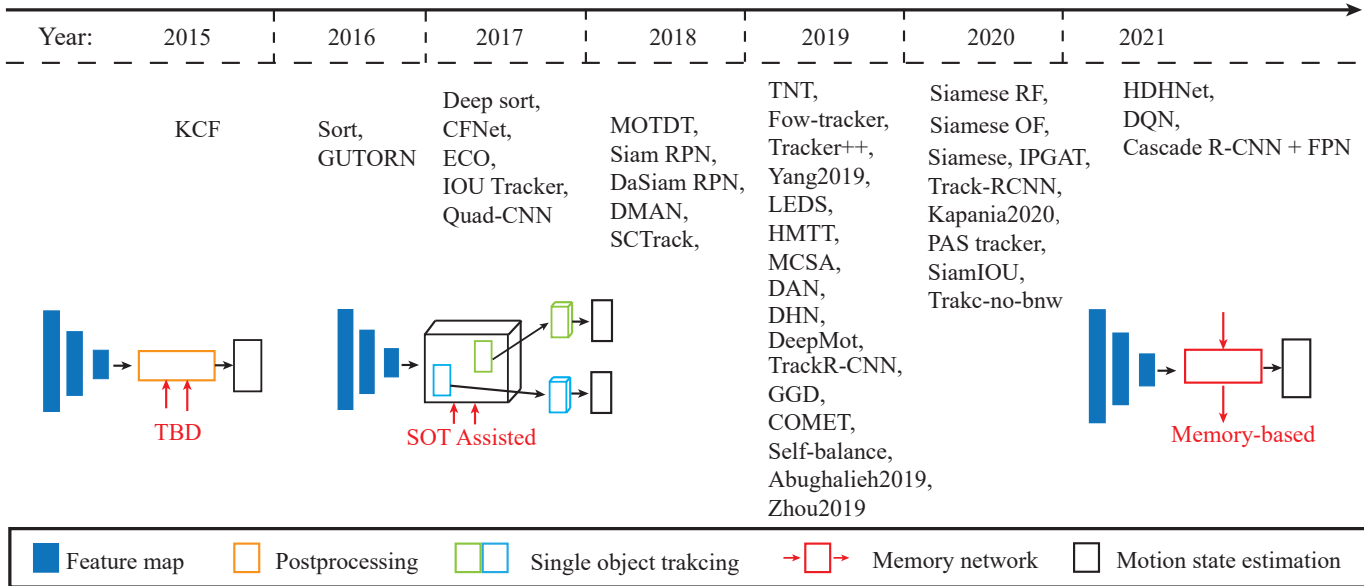 Year: 2015 2016 2017 2018 2019 2020 2021
KCF
Sort,
GUTORN
Deep sort,
CFNet,
ECO,
IOU Tracker,
Quad-CNN
MOTDT,
Siam RPN,
DaSiam RPN,
DMAN,
SCTrack,
TNT,
Fow-tracker,
Tracker++,
Yang2019,
LEDS,
HMTT,
MCSA,
DAN,
DHN,
DeepMot,
TrackR-CNN,
GGD,
COMET,
Self-balance,
Abughalieh2019,
Zhou2019
Siamese RF,
Siamese OF,
Siamese, IPGAT,
Track-RCNN,
Kapania2020,
PAS tracker,
SiamIOU,
Trakc-no-bnw
HDHNet,
DQN,
Cascade R-CNN + FPN
TBD
SOT Assisted
Memory-based
Feature map
Postprocessing
Single object trakcing
Memory network
Motion state estimation